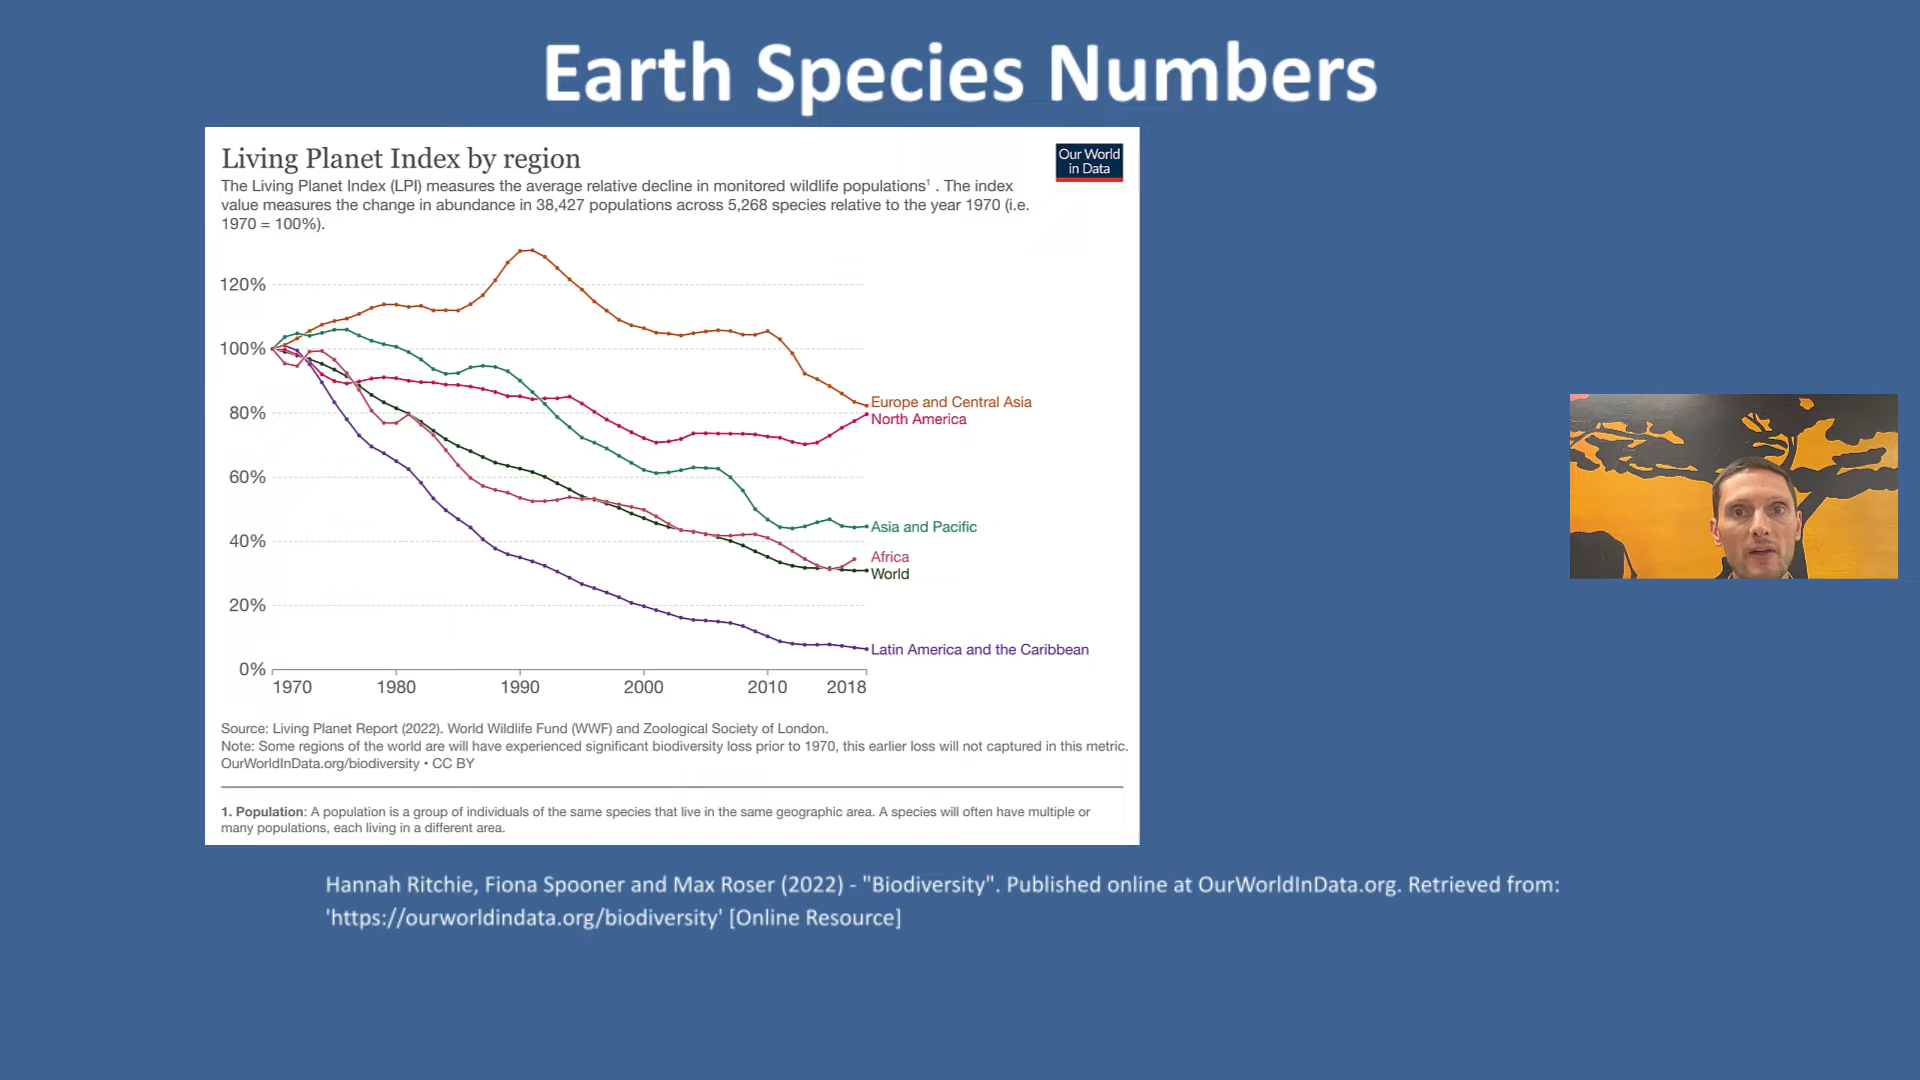 Earth Species Numbers
Living Planet Index by region
Our World
in Data
The Living Planet Index (LPI) measures the average relative decline in monitored wildlife populations¹ . The index
value measures the change in abundance in 38,427 populations across 5,268 species relative to the year 1970 (i.e.
1970 = 100%).
120%
100%
80%
60%
40%
20%
0%
Europe and Central Asia
North America
Asia and Pacific
Africa
World
Latin America and the Caribbean
1970 1980 1990 2000 2010 2018
Source: Living Planet Report (2022). World Wildlife Fund (WWF) and Zoological Society of London.
Note: Some regions of the world are will have experienced significant biodiversity loss prior to 1970, this earlier loss will not captured in this metric.
OurWorldInData.org/biodiversity • CC BY
1. Population: A population is a group of individuals of the same species that live in the same geographic area. A species will often have multiple or
many populations, each living in a different area.
Hannah Ritchie, Fiona Spooner and Max Roser (2022) - "Biodiversity". Published online at OurWorldInData.org. Retrieved from:
'https://ourworldindata.org/biodiversity' [Online Resource]